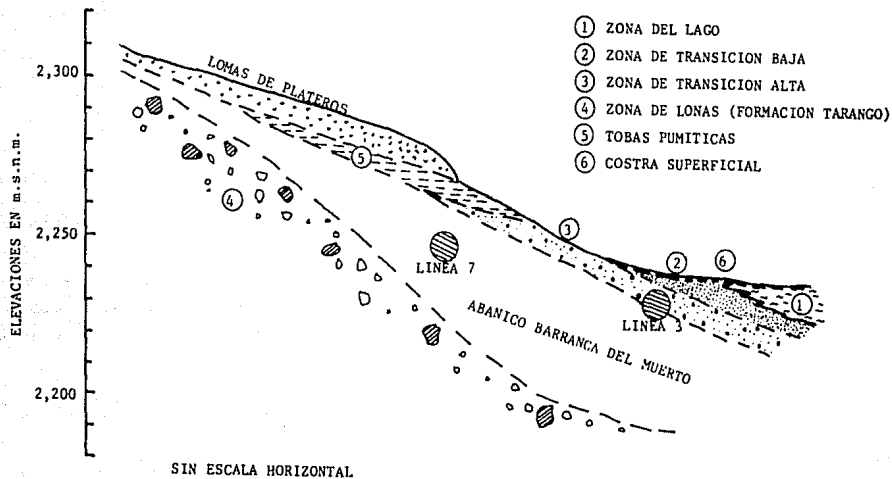 ① ZONA DEL LAGO
② ZONA DE TRANSICION BAJA
③ ZONA DE TRANSICION ALTA
④ ZONA DE LONAS (FORMACION TARANGO)
⑤ TOBAS PUMITICAS
⑥ COSTRA SUPERFICIAL
ELEVACIONES EN m.s.n.m.
2,300
2,250
2,200
LOMAS DE PLATEROS
⑤
④
③
②
⑥
①
LINEA 7
LINEA 3
ABANICO BARRANCA DEL MUERTO
SIN ESCALA HORIZONTAL